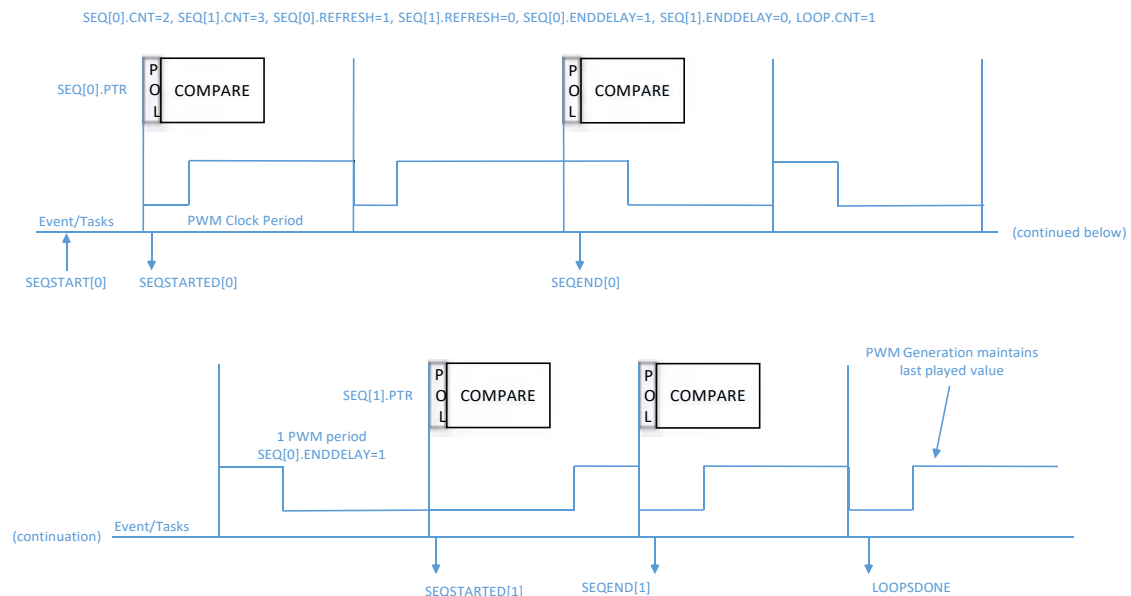 SEQ[0].CNT=2, SEQ[1].CNT=3, SEQ[0].REFRESH=1, SEQ[1].REFRESH=0, SEQ[0].ENDDELAY=1, SEQ[1].ENDDELAY=0, LOOP.CNT=1
SEQ[0].PTR
P
O
L
COMPARE
P
O
L
COMPARE
Event/Tasks
PWM Clock Period
(continued below)
SEQSTART[0]
SEQSTARTED[0]
SEQEND[0]
SEQ[1].PTR
P
O
L
COMPARE
P
O
L
COMPARE
PWM Generation maintains
last played value
1 PWM period
SEQ[0].ENDDELAY=1
(continuation)
Event/Tasks
SEQSTARTED[1]
SEQEND[1]
LOOPSDONE